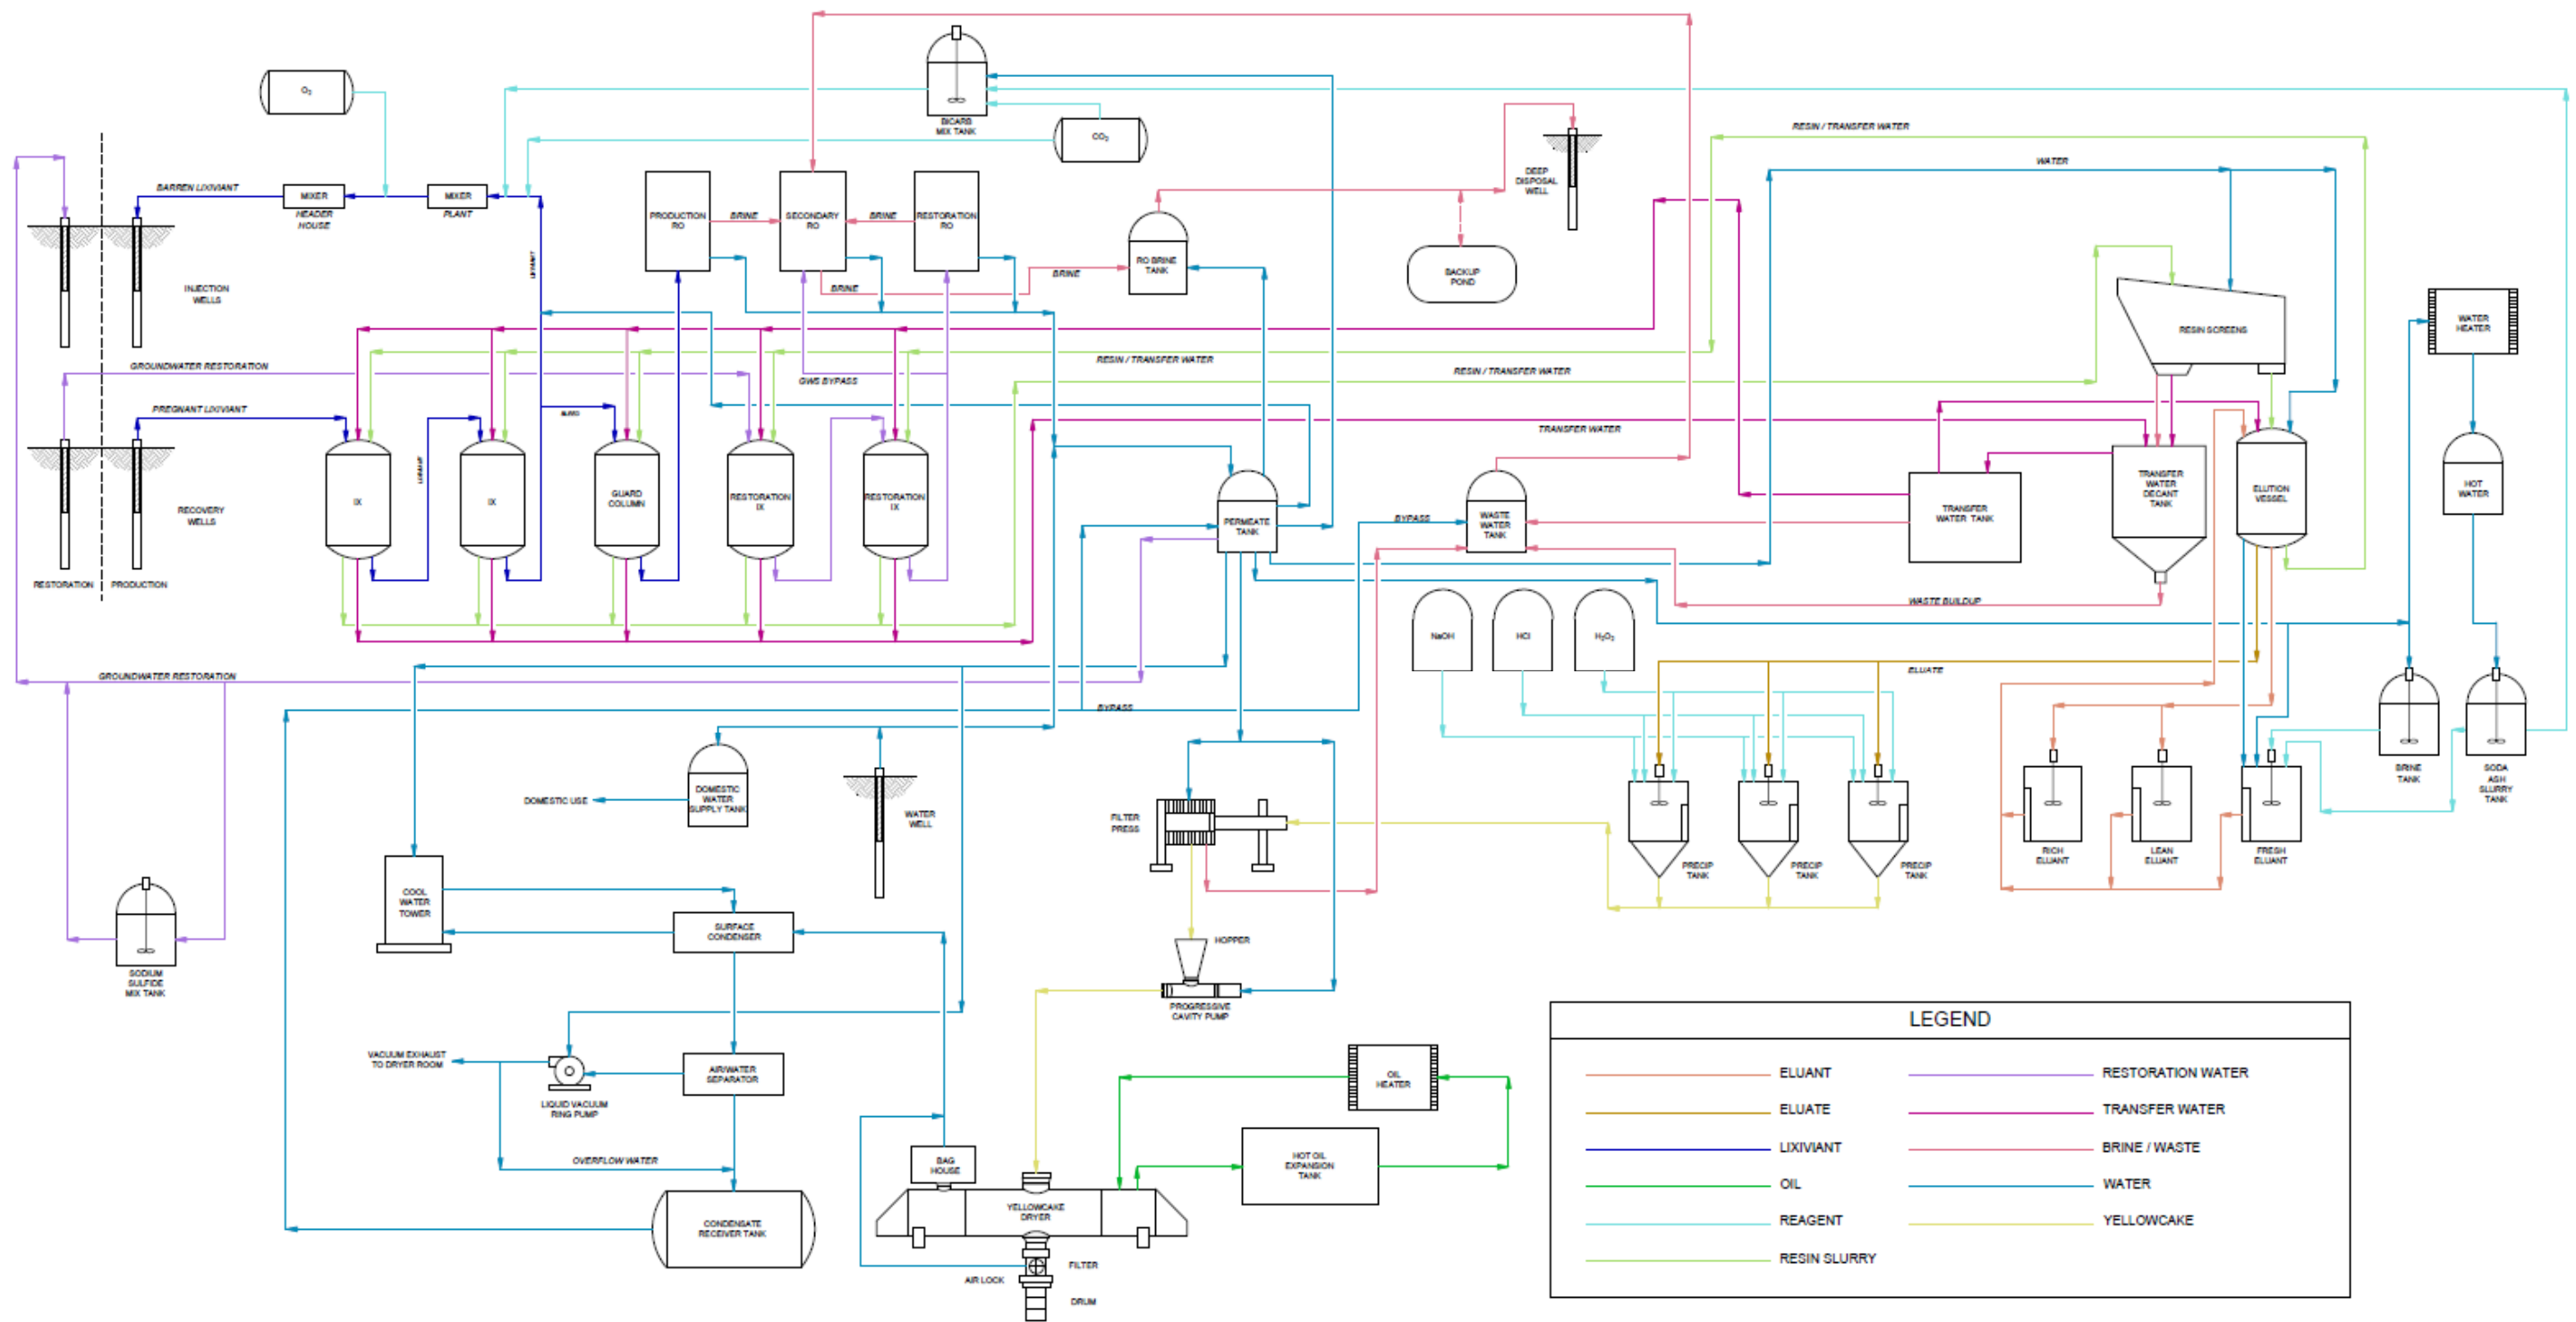 O2
BICARB
MIX TANK
CO2
RESIN / TRANSFER WATER
WATER
BARREN LIXIVIANT
MIXER
HEADER
HOUSE
MIXER
PLANT
LIXIVIANT
PRODUCTION
RO
BRINE
SECONDARY
RO
BRINE
RESTORATION
RO
DEEP
DISPOSAL
WELL
RO BRINE
TANK
BRINE
BRINE
BACKUP
POND
INJECTION
WELLS
RESIN SCREENS
WATER
HEATER
GROUNDWATER RESTORATION
GWS BYPASS
RESIN / TRANSFER WATER
RESIN / TRANSFER WATER
PREGNANT LIXIVIANT
BLEED
LIXIVIANT
TRANSFER WATER
RECOVERY
WELLS
IX
IX
GUARD
COLUMN
RESTORATION
IX
RESTORATION
IX
PERMEATE
TANK
BYPASS
WASTE
WATER
TANK
TRANSFER
WATER TANK
TRANSFER
WATER
DECANT
TANK
ELUTION
VESSEL
HOT
WATER
RESTORATION
PRODUCTION
WASTE BUILDUP
NaOH
HCl
H2O2
GROUNDWATER RESTORATION
ELUATE
BYPASS
DOMESTIC USE
DOMESTIC
WATER
SUPPLY TANK
WATER
WELL
FILTER
PRESS
PRECIP
TANK
PRECIP
TANK
PRECIP
TANK
RICH
ELUANT
LEAN
ELUANT
FRESH
ELUANT
BRINE
TANK
SODA
ASH
SLURRY
TANK
COOL
WATER
TOWER
SURFACE
CONDENSER
HOPPER
PROGRESSIVE
CAVITY PUMP
SODIUM
SULFIDE
MIX TANK
VACUUM EXHAUST
TO DRYER ROOM
LIQUID VACUUM
RING PUMP
AIR/WATER
SEPARATOR
OVERFLOW WATER
CONDENSATE
RECEIVER TANK
BAG
HOUSE
YELLOWCAKE
DRYER
OIL
HEATER
HOT OIL
EXPANSION
TANK
FILTER
AIR LOCK
DRUM
LEGEND
ELUANT
ELUATE
LIXIVIANT
OIL
REAGENT
RESIN SLURRY
RESTORATION WATER
TRANSFER WATER
BRINE / WASTE
WATER
YELLOWCAKE